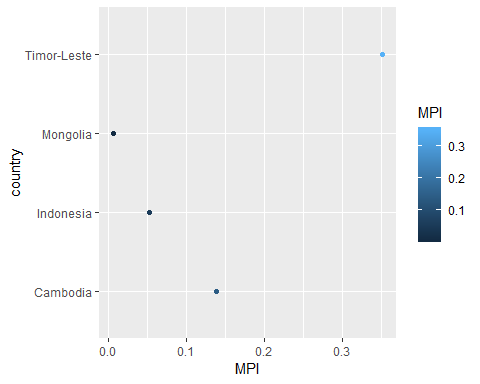 Timor-Leste
Mongolia
Indonesia
Cambodia
country
0.0 0.1 0.2 0.3
MPI
MPI
0.3
0.2
0.1